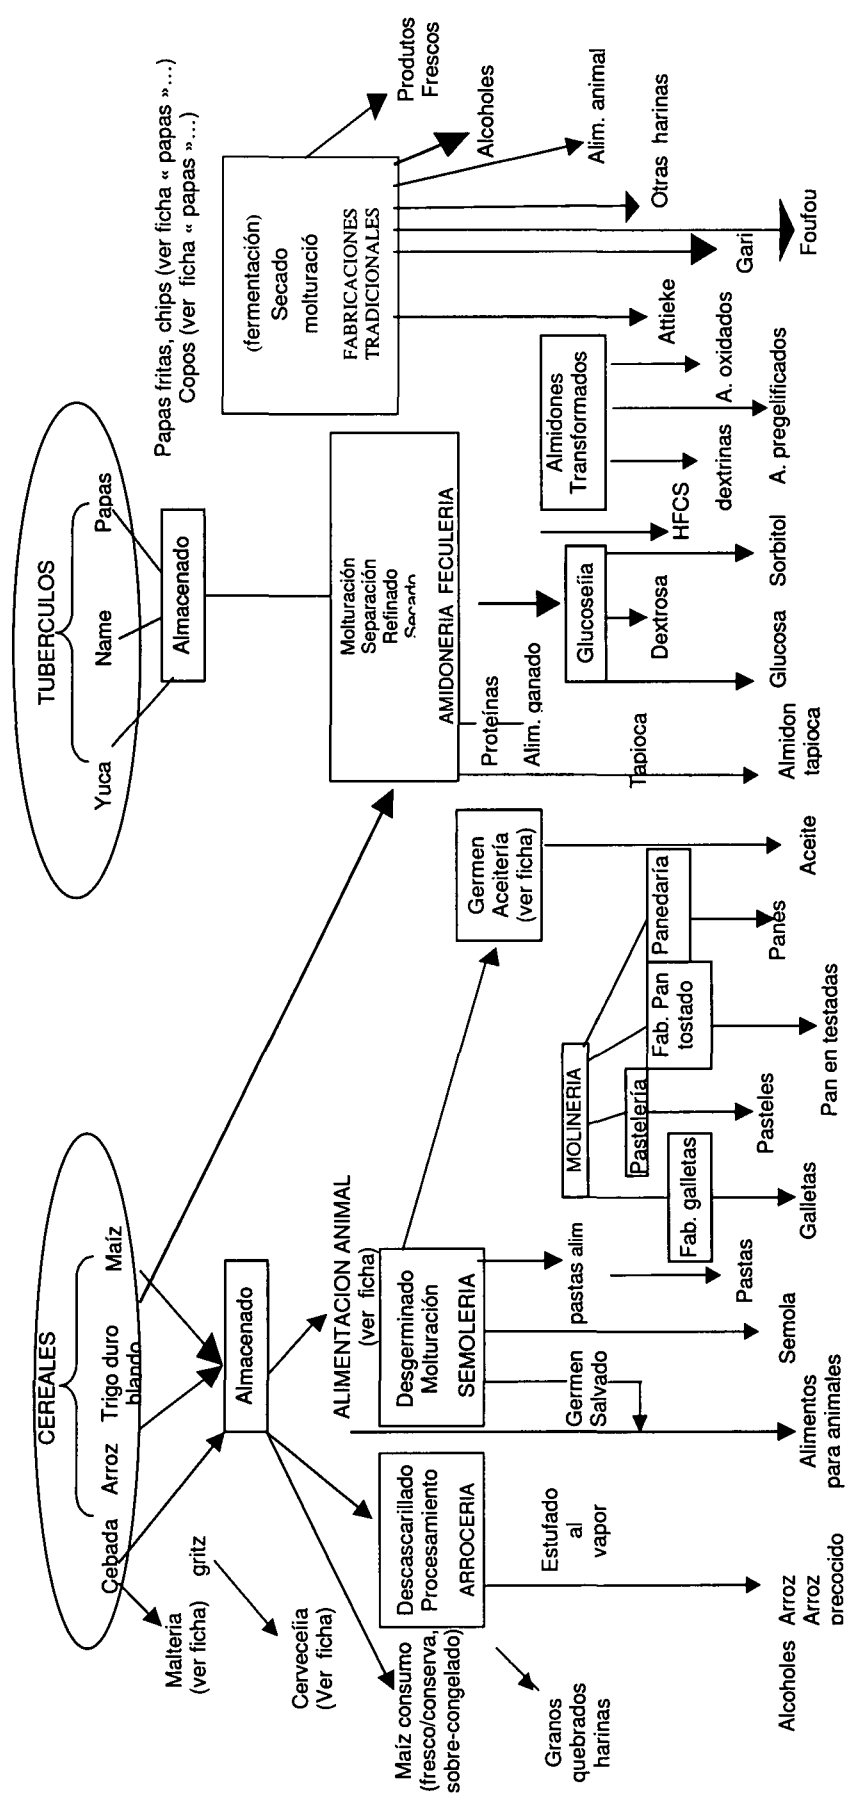 CEREALES
Cebada
Arroz
Trigo duro
blando
Maíz
Malteria
(ver ficha)
gritz
Cerveceíia
(Ver ficha)
Almacenado
Maíz consumo
(fresco/conserva,
sobre-congelado)
ALIMENTACION ANIMAL
(ver ficha)
Descascarillado
Procesamiento
ARROCERIA
Desgerminado
Molturación
SEMOLERIA
Granos
quebrados
harinas
Estufado
al
vapor
Germen
Salvado
pastas alim
Germen
Aceitería
(ver ficha)
MOLINERIA
Fab. galletas
Pastelería
Fab. Pan
tostado
Panedaría
Alcoholes
Arroz
Arroz
precocido
Alimentos
para animales
Semola
Pastas
Galletas
Pasteles
Pan en testadas
Panes
Aceite
TUBERCULOS
Yuca
Name
Papas
Almacenado
Papas fritas, chips (ver ficha « papas »...)
Copos (ver ficha « papas »...)
Molturación
Separación
Refinado
Secado
AMIDONERIA FECULERIA
(fermentación)
Secado
molturació
FABRICACIONES
TRADICIONALES
Produtos
Frescos
Alcoholes
Alim. animal
Otras harinas
Gari
Foufou
Attieke
Proteínas
Alim. ganado
Tapioca
Almidon
tapioca
Glucoseíia
Glucosa
Dextrosa
Sorbitol
HFCS
Almidones
Transformados
dextrinas
A. pregelificados
A. oxidados